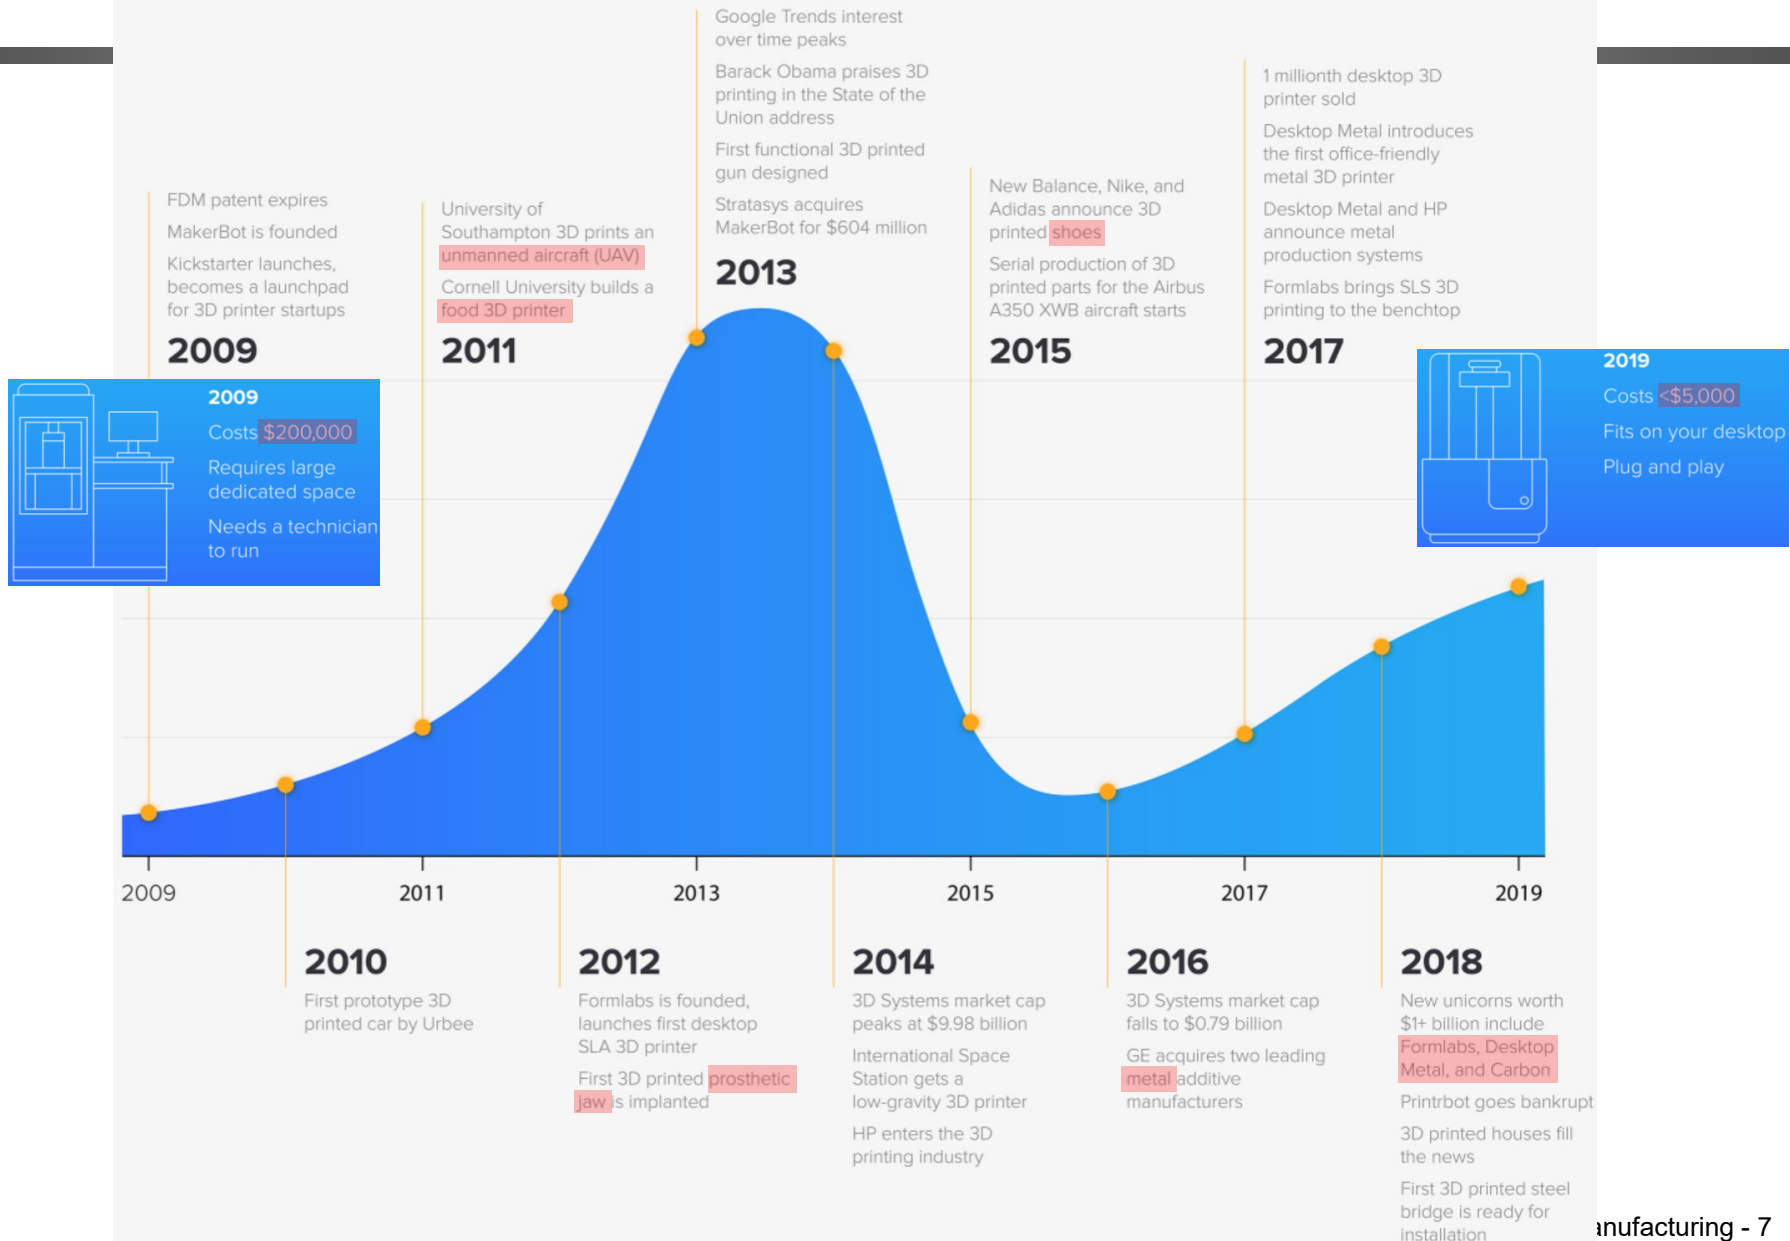 Google Trends interest
over time peaks
Barack Obama praises 3D
printing in the State of the
Union address
First functional 3D printed
gun designed
Stratasys acquires
MakerBot for $604 million
2013
1 millionth desktop 3D
printer sold
Desktop Metal introduces
the first office-friendly
metal 3D printer
Desktop Metal and HP
announce metal
production systems
Formlabs brings SLS 3D
printing to the benchtop
2017
New Balance, Nike, and
Adidas announce 3D
printed shoes
Serial production of 3D
printed parts for the Airbus
A350 XWB aircraft starts
2015
FDM patent expires
MakerBot is founded
Kickstarter launches,
becomes a launchpad
for 3D printer startups
2009
University of
Southampton 3D prints an
unmanned aircraft (UAV)
Cornell University builds a
food 3D printer
2011
2009
Costs $200,000
Requires large
dedicated space
Needs a technician
to run
2019
Costs <$5,000
Fits on your desktop
Plug and play
2009
2011
2013
2015
2017
2019
2010
First prototype 3D
printed car by Urbee
2012
Formlabs is founded,
launches first desktop
SLA 3D printer
First 3D printed prosthetic
jaw is implanted
2014
3D Systems market cap
peaks at $9.98 billion
International Space
Station gets a
low-gravity 3D printer
HP enters the 3D
printing industry
2016
3D Systems market cap
falls to $0.79 billion
GE acquires two leading
metal additive
manufacturers
2018
New unicorns worth
$1+ billion include
Formlabs, Desktop
Metal, and Carbon
Printrbot goes bankrupt
3D printed houses fill
the news
First 3D printed steel
bridge is ready for
installation
anufacturing - 7